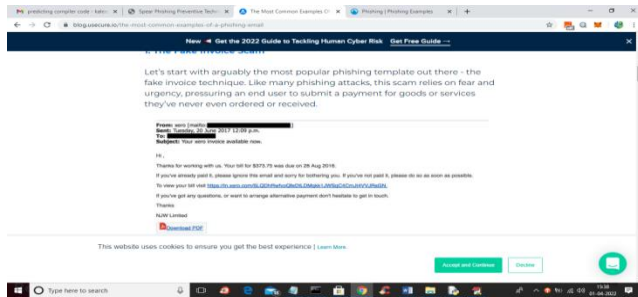 predicting compiler code - kalvi
Spear Phishing Preventive Techni
The Most Common Examples Of
Phishing | Phishing Examples
blog.usecure.io/the-most-common-examples-of-a-phishing-email
New Get the 2022 Guide to Tackling Human Cyber Risk Get Free Guide →
1. The Fake Invoice Scam
Let's start with arguably the most popular phishing template out there - the
fake invoice technique. Like many phishing attacks, this scam relies on fear and
urgency, pressuring an end user to submit a payment for goods or services
they've never even ordered or received.
From: xero [mailto:
Sent: Tuesday, 20 June 2017 12:09 p.m.
To:
Subject: Your xero invoice available now.
Hi ,
Thanks for working with us. Your bill for $373.75 was due on 28 Aug 2016.
If you've already paid it, please ignore this email and sorry for bothering you. If you've not paid it, please do so as soon as possible.
To view your bill visit
If you've got any questions, or want to arrange alternative payment don't hesitate to get in touch.
Thanks
NJW Limited
Download PDF
This website uses cookies to ensure you get the best experience | Learn More.
Accept and Continue
Decline
Type here to search
15:38
01-04-2022